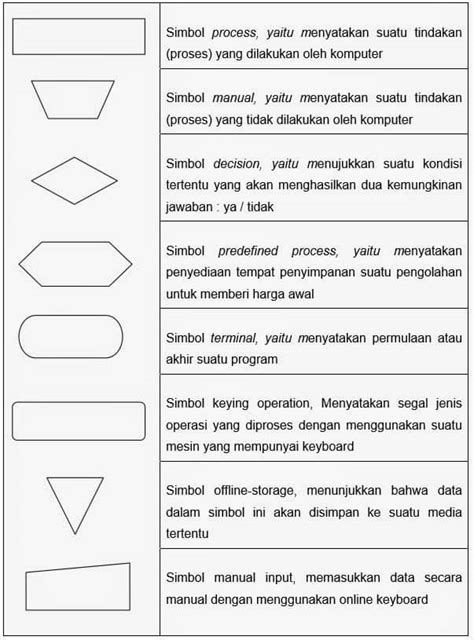 Simbol process, yaitu menyatakan suatu tindakan
(proses) yang dilakukan oleh komputer
Simbol manual, yaitu menyatakan suatu tindakan
(proses) yang tidak dilakukan oleh komputer
Simbol decision, yaitu menujukkan suatu kondisi
tertentu yang akan menghasilkan dua kemungkinan
jawaban : ya / tidak
Simbol predefined process, yaitu menyatakan
penyediaan tempat penyimpanan suatu pengolahan
untuk memberi harga awal
Simbol terminal, yaitu menyatakan permulaan atau
akhir suatu program
Simbol keying operation, Menyatakan segal jenis
operasi yang diproses dengan menggunakan suatu
mesin yang mempunyai keyboard
Simbol offline-storage, menunjukkan bahwa data
dalam simbol ini akan disimpan ke suatu media
tertentu
Simbol manual input, memasukkan data secara
manual dengan menggunakan online keyboard